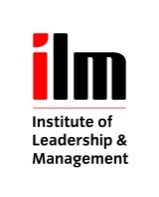 ilm
Institute of
Leadership &
Management